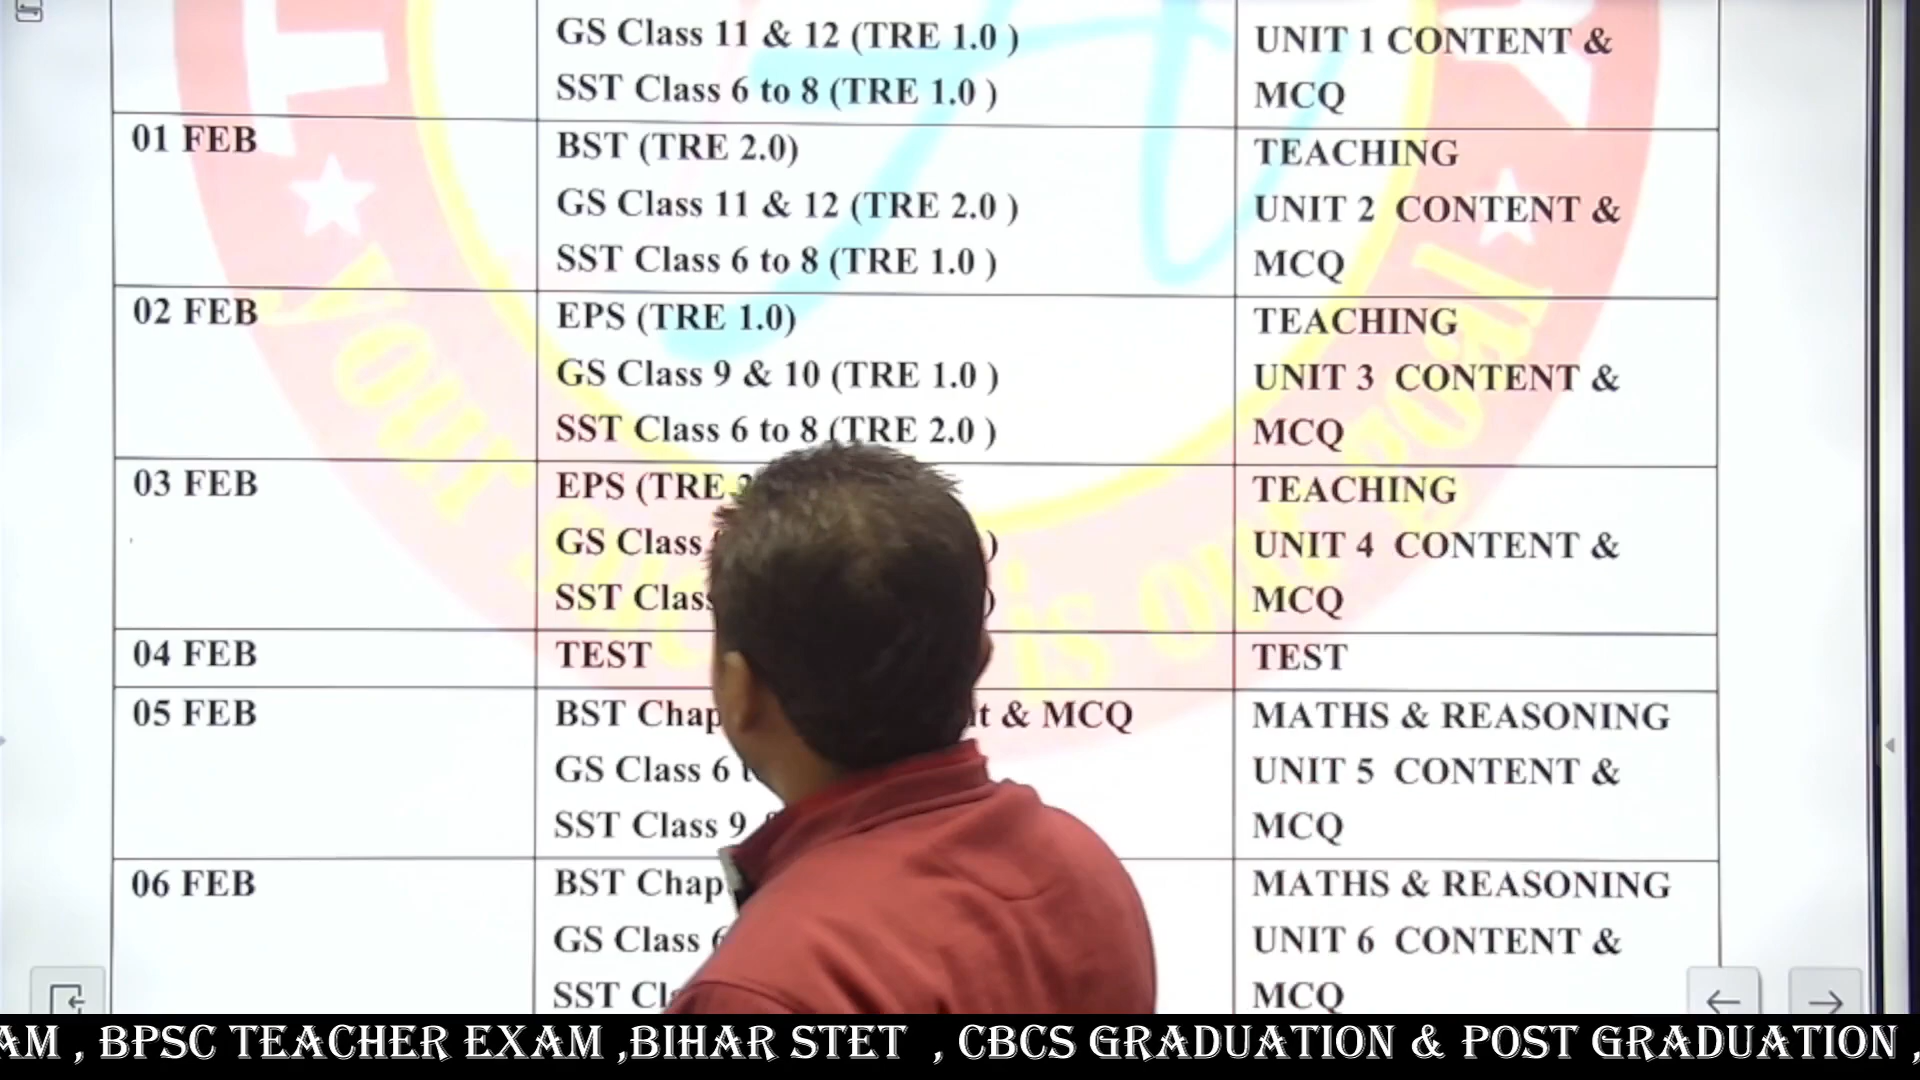 GS Class 11 & 12 (TRE 1.0 )
SST Class 6 to 8 (TRE 1.0 )
UNIT 1 CONTENT &
MCQ
01 FEB
BST (TRE 2.0)
GS Class 11 & 12 (TRE 2.0 )
SST Class 6 to 8 (TRE 1.0 )
TEACHING
UNIT 2 CONTENT &
MCQ
02 FEB
EPS (TRE 1.0)
GS Class 9 & 10 (TRE 1.0 )
SST Class 6 to 8 (TRE 2.0 )
TEACHING
UNIT 3 CONTENT &
MCQ
03 FEB
EPS (TRE
GS Class )
SST Class )
TEACHING
UNIT 4 CONTENT &
MCQ
04 FEB
TEST
TEST
05 FEB
BST Chap & MCQ
GS Class 6
SST Class 9
MATHS & REASONING
UNIT 5 CONTENT &
MCQ
06 FEB
BST Chap
GS Class
SST
MATHS & REASONING
UNIT 6 CONTENT &
MCQ
your is our goal
AM , BPSC TEACHER EXAM ,BIHAR STET , CBCS GRADUATION & POST GRADUATION ,